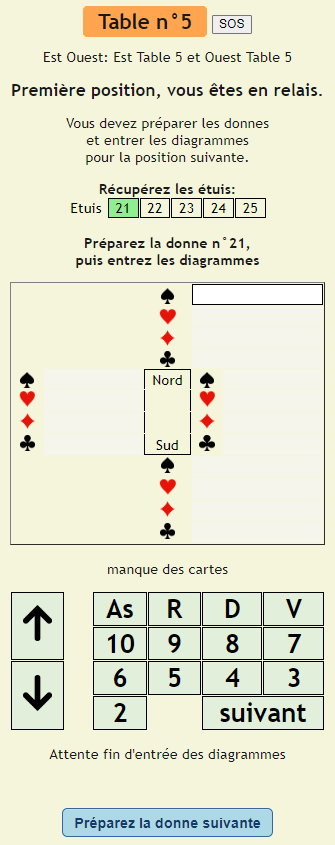 Table n°5 SOS
Est Ouest: Est Table 5 et Ouest Table 5
Première position, vous êtes en relais.
Vous devez préparer les donnes
et entrer les diagrammes
pour la position suivante.
Récupérez les étuis:
Etuis 21 22 23 24 25
Préparez la donne n°21,
puis entrez les diagrammes
♠
♥
♦
♣
♠ Nord ♠
♥ ♥
♦ ♦
♣ Sud ♣
♠
♥
♦
♣
manque des cartes
↑ As R D V
10 9 8 7
↓ 6 5 4 3
2 suivant
Attente fin d'entrée des diagrammes
Préparez la donne suivante